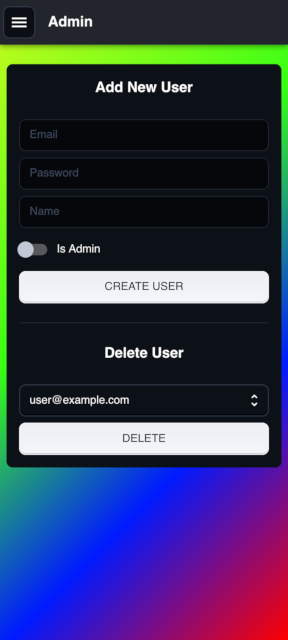 Admin
Add New User
Email
Password
Name
Is Admin
CREATE USER
Delete User
user@example.com
DELETE